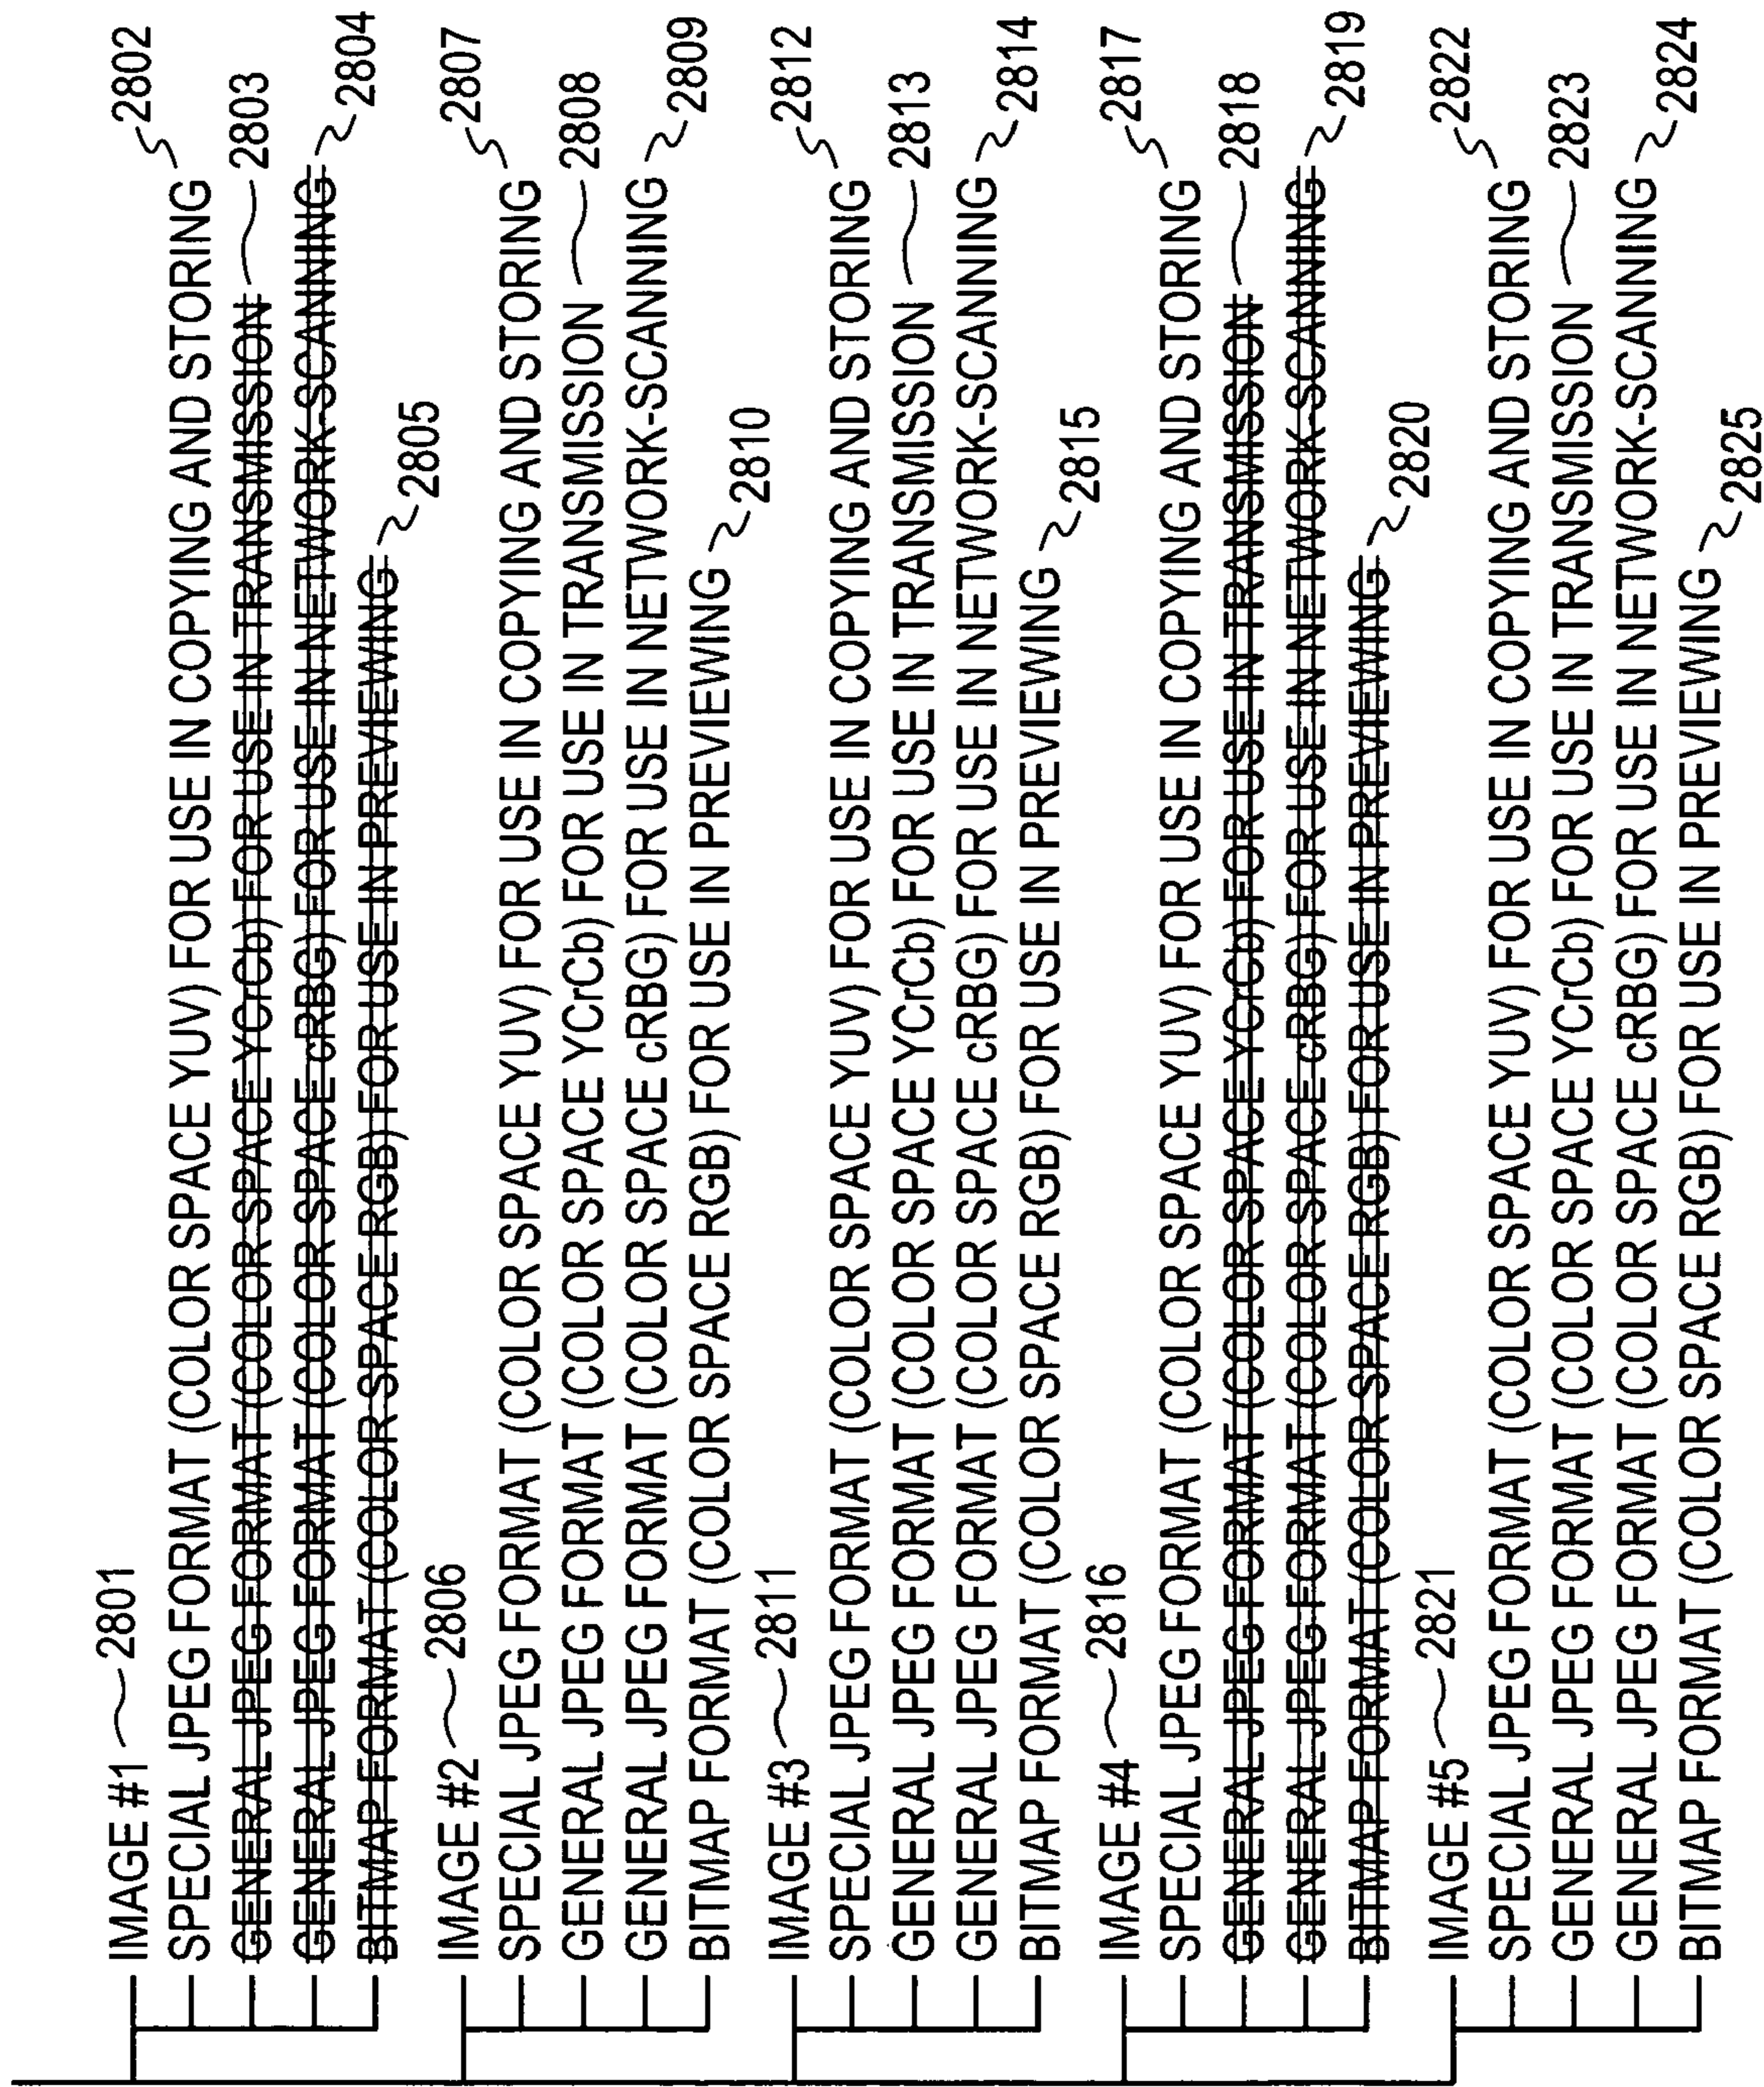 IMAGE #1 2801
SPECIAL JPEG FORMAT (COLOR SPACE YUV) FOR USE IN COPYING AND STORING 2802
GENERAL JPEG FORMAT (COLOR SPACE YCrCb) FOR USE IN TRANSMISSION 2803
GENERAL JPEG FORMAT (COLOR SPACE cRBG) FOR USE IN NETWORK-SCANNING 2804
BITMAP FORMAT (COLOR SPACE RGB) FOR USE IN PREVIEWING 2805
IMAGE #2 2806
SPECIAL JPEG FORMAT (COLOR SPACE YUV) FOR USE IN COPYING AND STORING 2807
GENERAL JPEG FORMAT (COLOR SPACE YCrCb) FOR USE IN TRANSMISSION 2808
GENERAL JPEG FORMAT (COLOR SPACE cRBG) FOR USE IN NETWORK-SCANNING 2809
BITMAP FORMAT (COLOR SPACE RGB) FOR USE IN PREVIEWING 2810
IMAGE #3 2811
SPECIAL JPEG FORMAT (COLOR SPACE YUV) FOR USE IN COPYING AND STORING 2812
GENERAL JPEG FORMAT (COLOR SPACE YCrCb) FOR USE IN TRANSMISSION 2813
GENERAL JPEG FORMAT (COLOR SPACE cRBG) FOR USE IN NETWORK-SCANNING 2814
BITMAP FORMAT (COLOR SPACE RGB) FOR USE IN PREVIEWING 2815
IMAGE #4 2816
SPECIAL JPEG FORMAT (COLOR SPACE YUV) FOR USE IN COPYING AND STORING 2817
GENERAL JPEG FORMAT (COLOR SPACE YCrCb) FOR USE IN TRANSMISSION 2818
GENERAL JPEG FORMAT (COLOR SPACE cRBG) FOR USE IN NETWORK-SCANNING 2819
BITMAP FORMAT (COLOR SPACE RGB) FOR USE IN PREVIEWING 2820
IMAGE #5 2821
SPECIAL JPEG FORMAT (COLOR SPACE YUV) FOR USE IN COPYING AND STORING 2822
GENERAL JPEG FORMAT (COLOR SPACE YCrCb) FOR USE IN TRANSMISSION 2823
GENERAL JPEG FORMAT (COLOR SPACE cRBG) FOR USE IN NETWORK-SCANNING 2824
BITMAP FORMAT (COLOR SPACE RGB) FOR USE IN PREVIEWING 2825